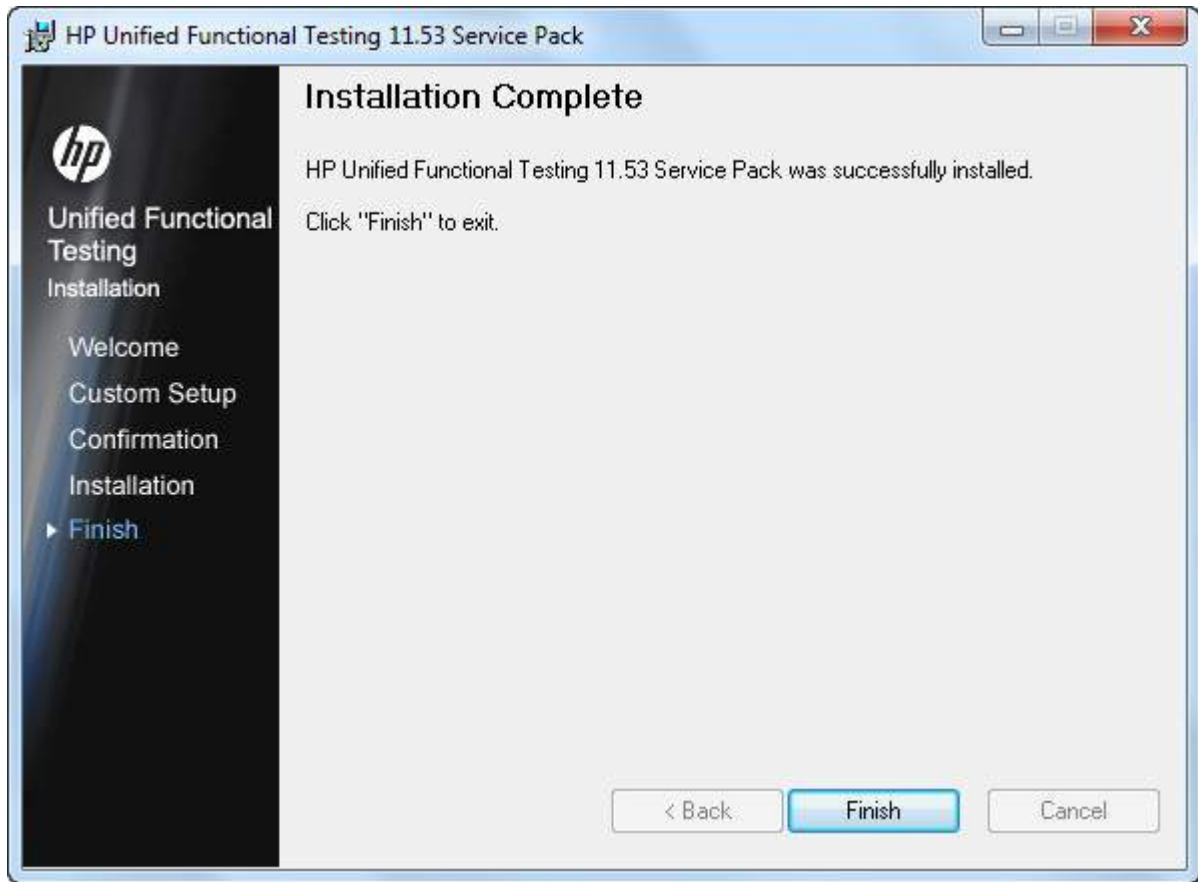 HP Unified Functional Testing 11.53 Service Pack
Installation Complete
hp
HP Unified Functional Testing 11.53 Service Pack was successfully installed.
Unified Functional
Testing
Click "Finish" to exit.
Installation
Welcome
Custom Setup
Confirmation
Installation
Finish
< Back
Finish
Cancel